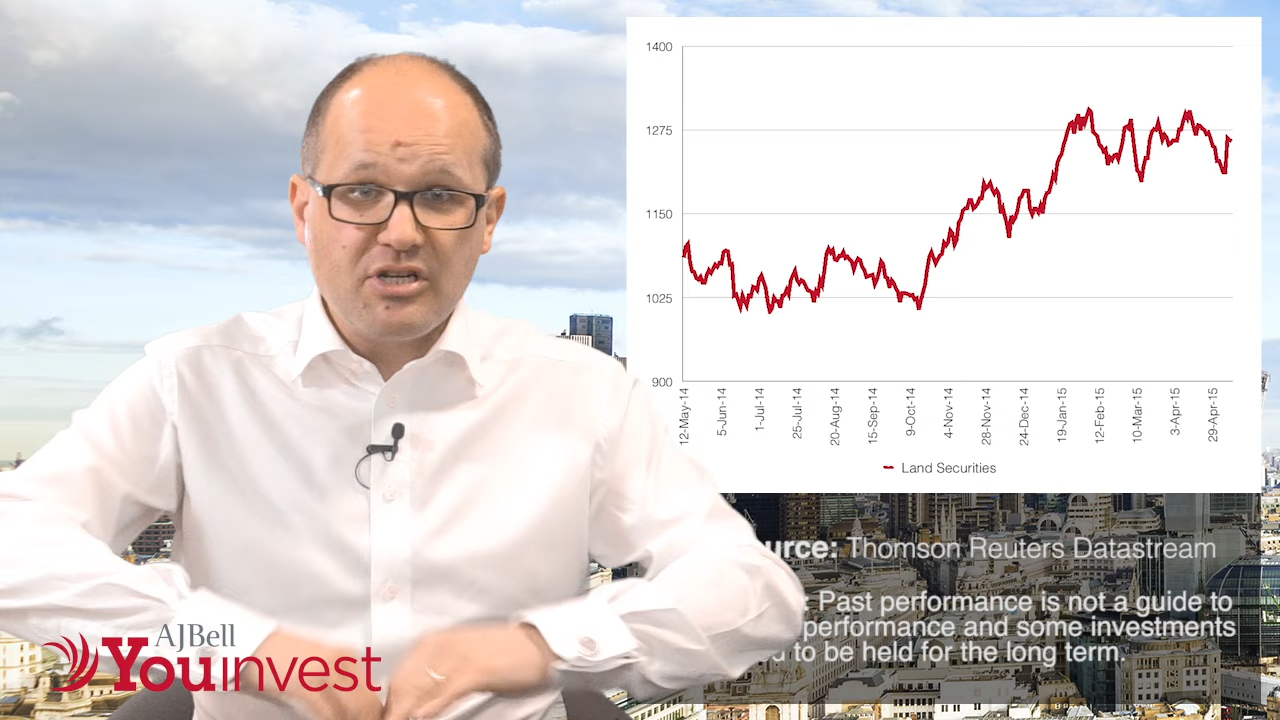 1400
1275
1150
1025
900
12-May-14
5-Jun-14
1-Jul-14
25-Jul-14
20-Aug-14
15-Sep-14
9-Oct-14
4-Nov-14
28-Nov-14
24-Dec-14
19-Jan-15
12-Feb-15
10-Mar-15
3-Apr-15
29-Apr-15
Land Securities
urce: Thomson Reuters Datastream
: Past performance is not a guide to
performance and some investments
to be held for the long term.
AJBell
Youinvest